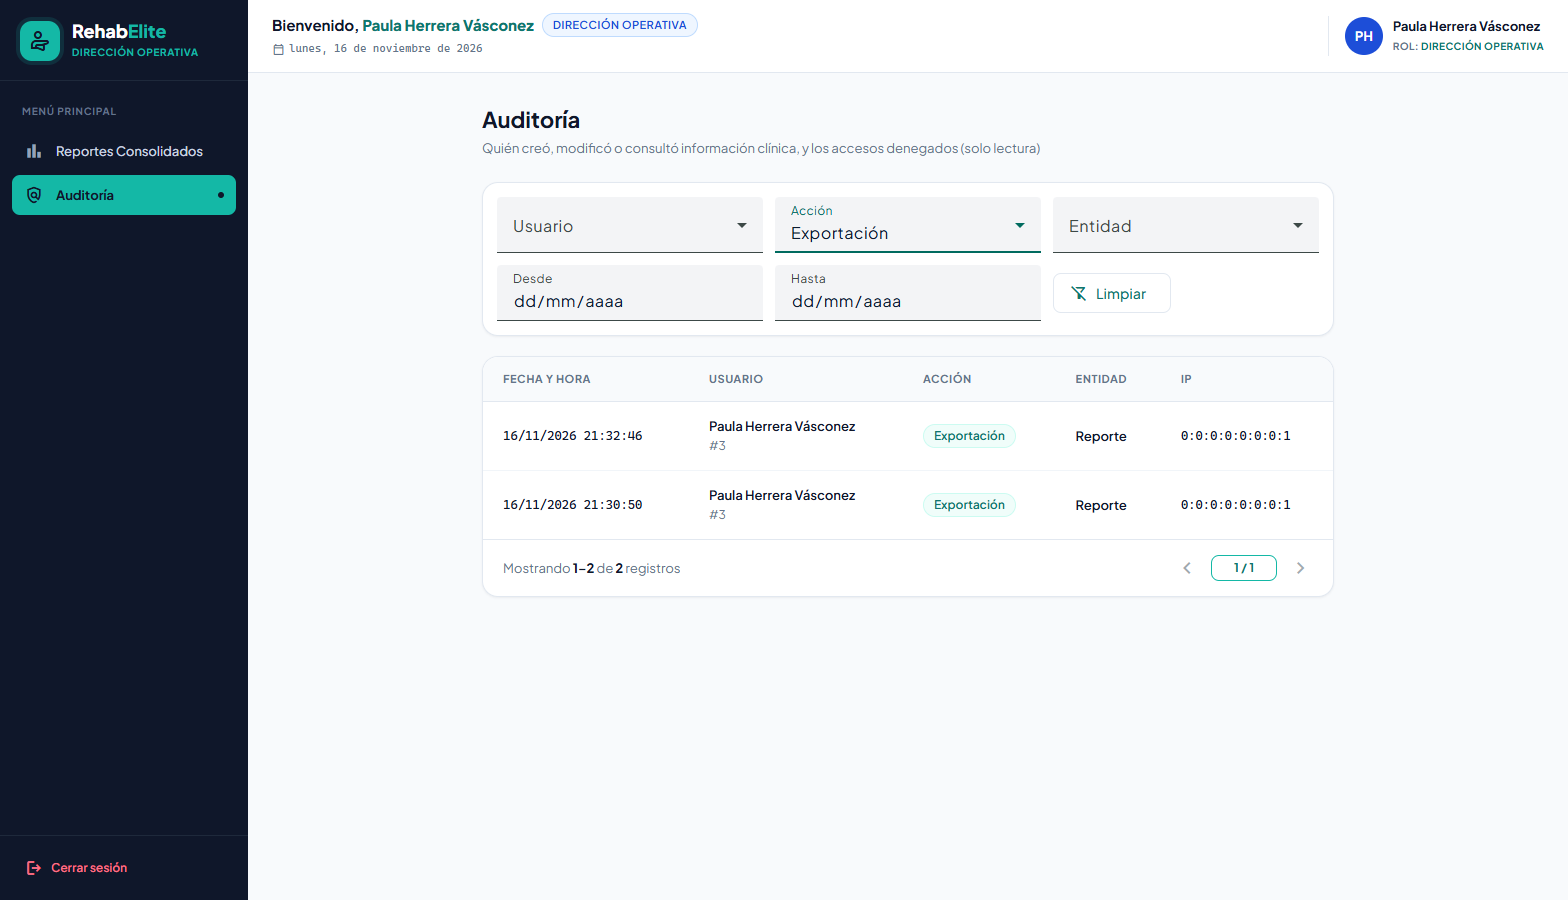 RehabElite
DIRECCIÓN OPERATIVA
MENÚ PRINCIPAL
Reportes Consolidados
Auditoría
Cerrar sesión
Bienvenido, Paula Herrera Vásconez DIRECCIÓN OPERATIVA
lunes, 16 de noviembre de 2026
PH
Paula Herrera Vásconez
ROL: DIRECCIÓN OPERATIVA
Auditoría
Quién creó, modificó o consultó información clínica, y los accesos denegados (solo lectura)
Usuario
Acción
Exportación
Entidad
Desde
dd/mm/aaaa
Hasta
dd/mm/aaaa
Limpiar
FECHA Y HORA USUARIO ACCIÓN ENTIDAD IP
16/11/2026 21:32:46 Paula Herrera Vásconez #3 Exportación Reporte 0:0:0:0:0:0:0:1
16/11/2026 21:30:50 Paula Herrera Vásconez #3 Exportación Reporte 0:0:0:0:0:0:0:1
Mostrando 1–2 de 2 registros
1 / 1